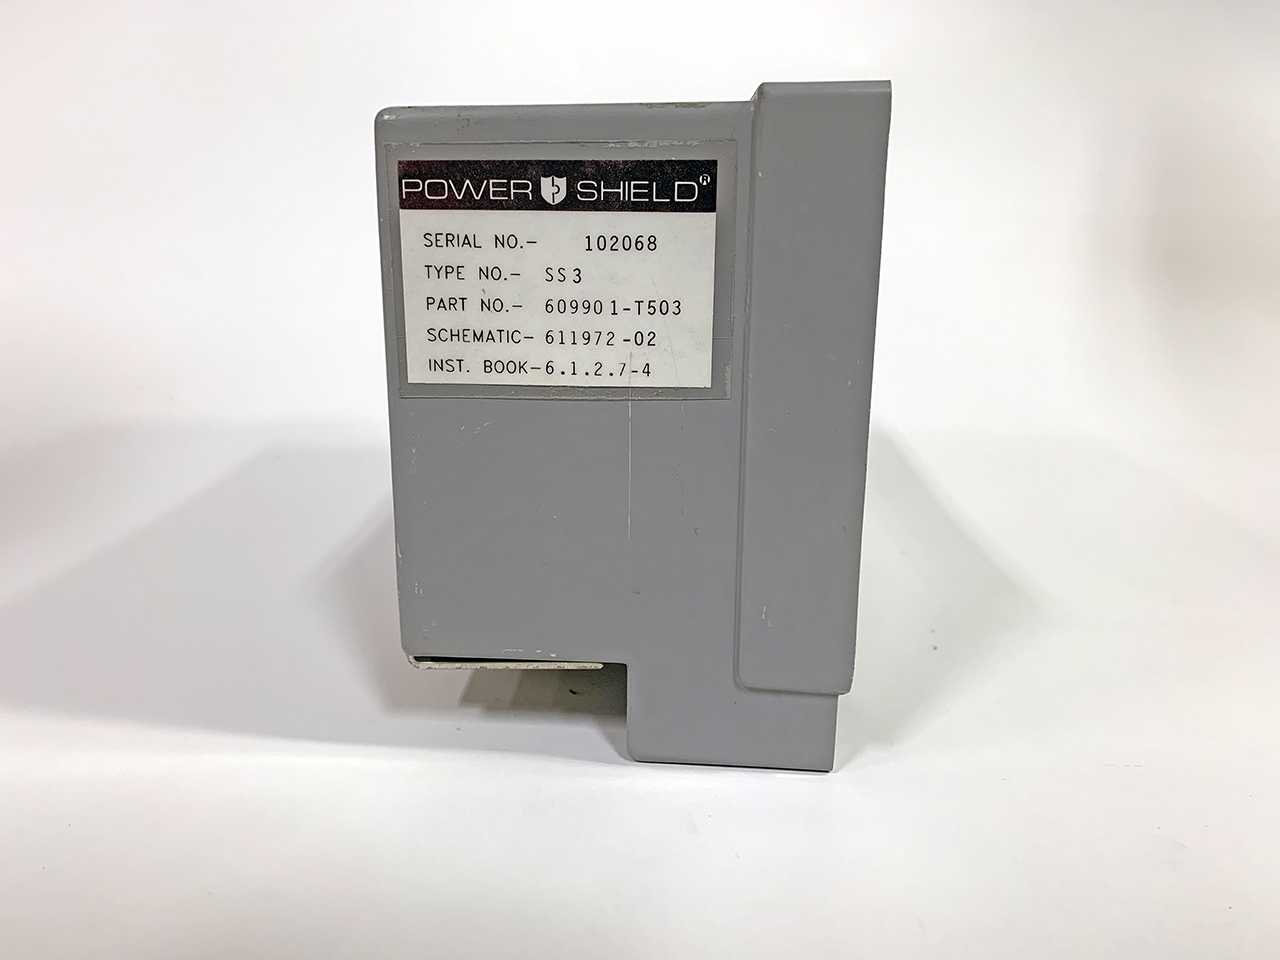 POWER SHIELD®
SERIAL NO.- 102068
TYPE NO.- SS3
PART NO.- 609901-T503
SCHEMATIC- 611972-02
INST. BOOK-6.1.2.7-4